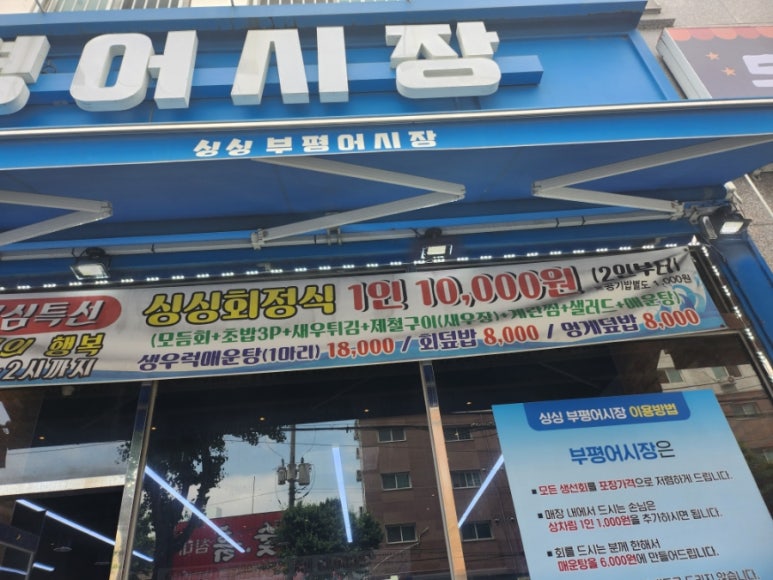 평어시장
싱싱 부평어시장
심특선
의 행복
2시까지
싱싱회정식 1인 10,000원 (2인부터)
공기밥별도 1,000원
(모듬회+초밥3P+새우튀김+제철구이(새우장)+계란찜+샐러드+매운탕)
생우럭매운탕(1마리) 18,000 / 회덮밥 8,000 / 멍게덮밥 8,000
싱싱 부평어시장 이용방법
부평어시장은
■ 모든 생선회를 포장가격으로 저렴하게 드립니다.
■ 매장 내에서 드시는 손님은
상차림 1인 1,000원을 추가하시면 됩니다.
■ 회를 드시는 분께 한해서
매운탕을 6,000원에 만들어드립니다.
드리지 않습니다